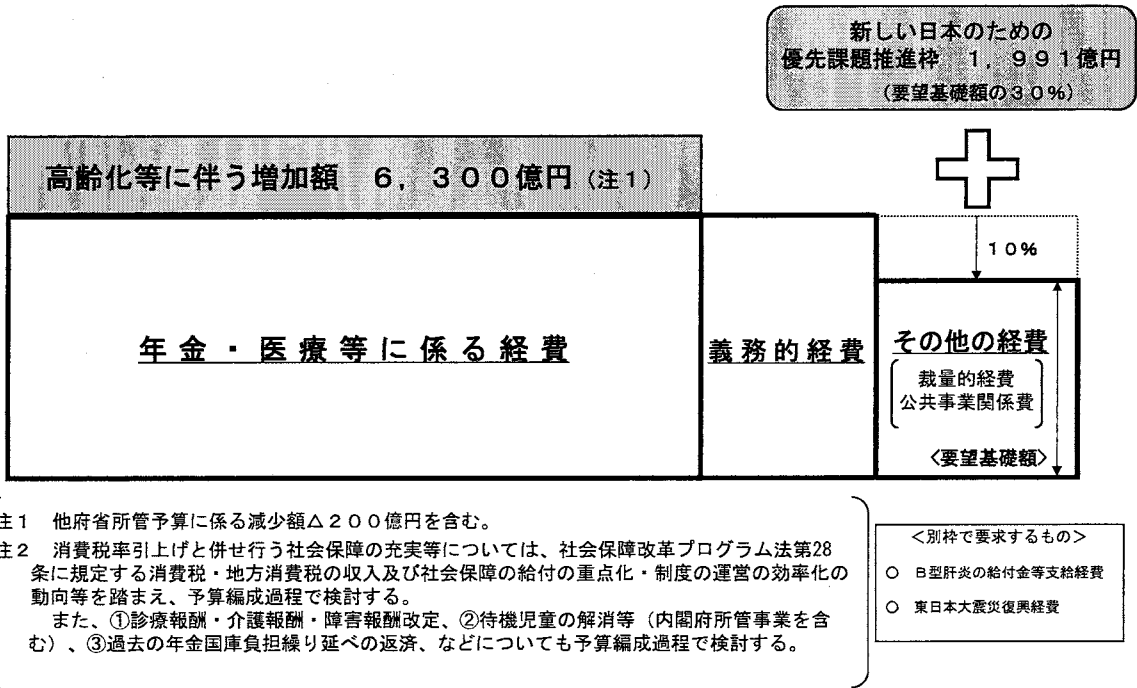 新しい日本のための
優先課題推進枠　１，９９１億円
（要望基礎額の３０％）
高齢化等に伴う増加額　６，３００億円（注１）
１０％
年金・医療等に係る経費
義務的経費
その他の経費
裁量的経費
公共事業関係費
〈要望基礎額〉
注１　他府省所管予算に係る減少額△２００億円を含む。
注２　消費税率引上げと併せ行う社会保障の充実等については、社会保障改革プログラム法第28
条に規定する消費税・地方消費税の収入及び社会保障の給付の重点化・制度の運営の効率化の
動向等を踏まえ、予算編成過程で検討する。
また、①診療報酬・介護報酬・障害報酬改定、②待機児童の解消等（内閣府所管事業を含
む）、③過去の年金国庫負担繰り延べの返済、などについても予算編成過程で検討する。
＜別枠で要求するもの＞
○　Ｂ型肝炎の給付金等支給経費
○　東日本大震災復興経費